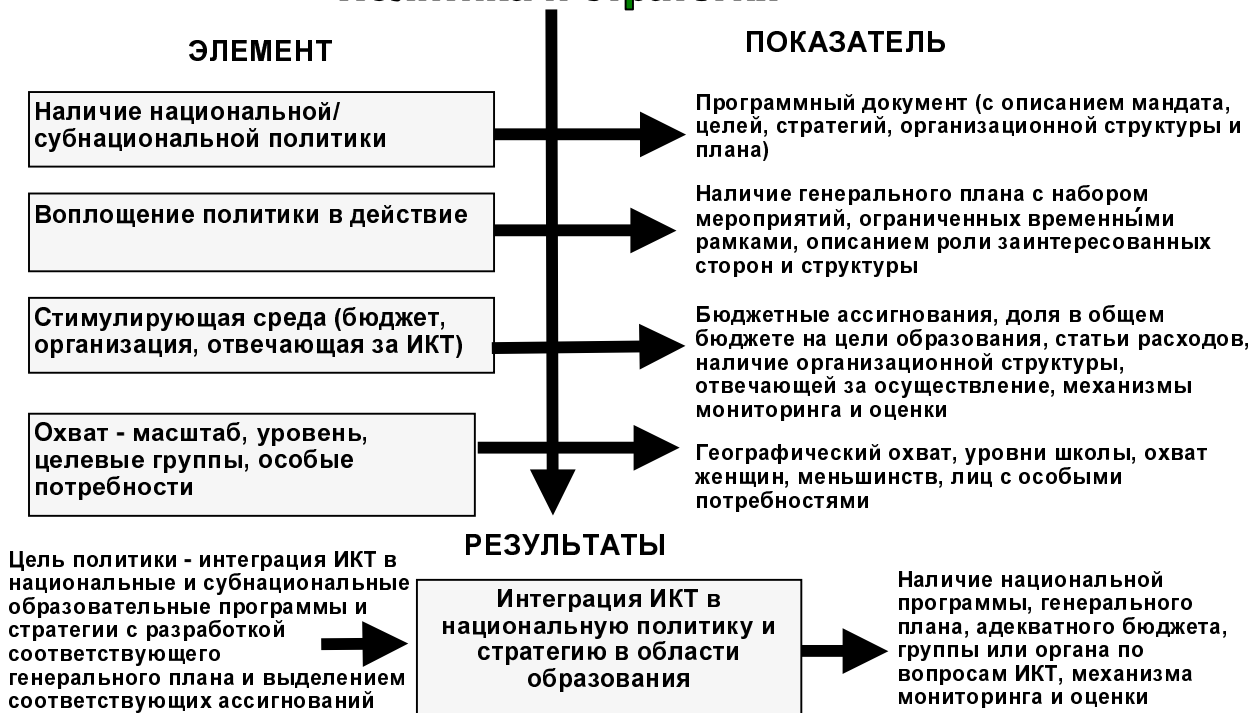 ЭЛЕМЕНТ
ПОКАЗАТЕЛЬ
Наличие национальной/
субнациональной политики
Программный документ (с описанием мандата,
целей, стратегий, организационной структуры и
плана)
Воплощение политики в действие
Наличие генерального плана с набором
мероприятий, ограниченных временны́ми
рамками, описанием роли заинтересованных
сторон и структуры
Стимулирующая среда (бюджет,
организация, отвечающая за ИКТ)
Бюджетные ассигнования, доля в общем
бюджете на цели образования, статьи расходов,
наличие организационной структуры,
отвечающей за осуществление, механизмы
мониторинга и оценки
Охват - масштаб, уровень,
целевые группы, особые
потребности
Географический охват, уровни школы, охват
женщин, меньшинств, лиц с особыми
потребностями
РЕЗУЛЬТАТЫ
Цель политики - интеграция ИКТ в
национальные и субнациональные
образовательные программы и
стратегии с разработкой
соответствующего
генерального плана и выделением
соответствующих ассигнований
Интеграция ИКТ в
национальную политику и
стратегию в области
образования
Наличие национальной
программы, генерального
плана, адекватного бюджета,
группы или органа по
вопросам ИКТ, механизма
мониторинга и оценки